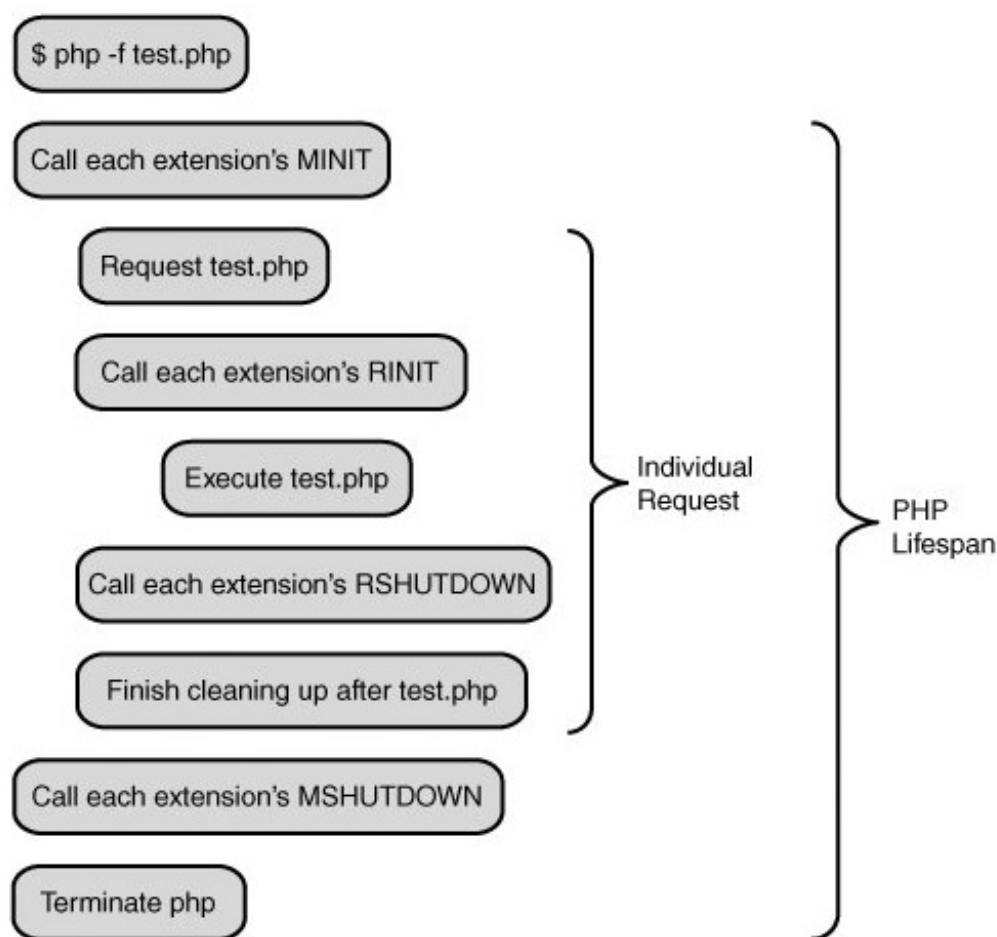 $ php -f test.php
Call each extension's MINIT
Request test.php
Call each extension's RINIT
Execute test.php
Individual
Request
PHP
Lifespan
Call each extension's RSHUTDOWN
Finish cleaning up after test.php
Call each extension's MSHUTDOWN
Terminate php